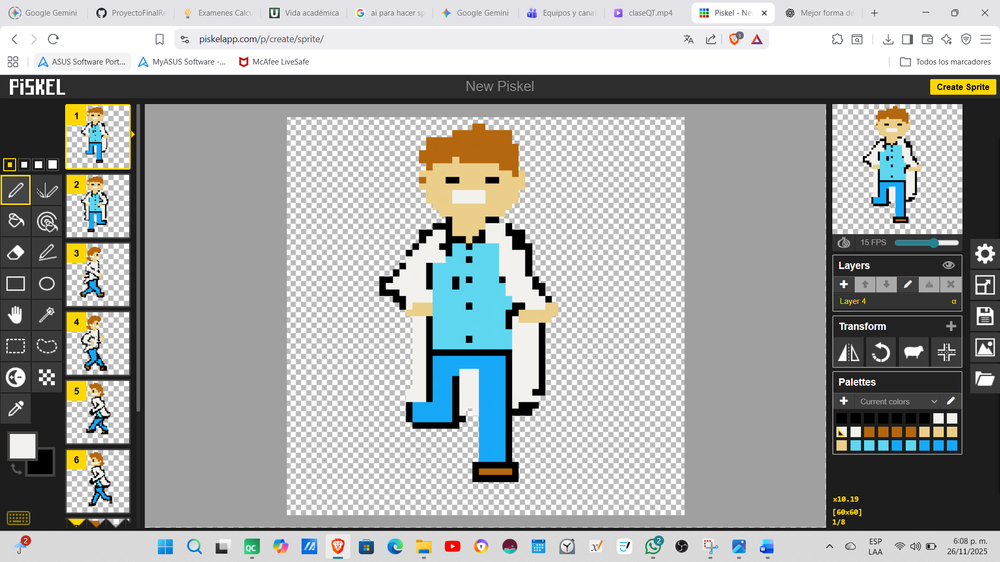 Google Gemini
ProyectoFinalRe
Examenes Calcu
Vida académica
ai para hacer sp
Google Gemini
Equipos y canal
claseQT.mp4
Piskel - New
Mejor forma de
piskelapp.com/p/create/sprite/
3
ASUS Software Port...
MyASUS Software -...
McAfee LiveSafe
Todos los marcadores
PiSKEL
New Piskel
Create Sprite
1
2
3
4
5
6
15 FPS
Layers
Layer 4
α
Transform
Palettes
Current colors
x10.19
[60x60]
1/8
2
QC
2
ESP
LAA
6:08 p. m.
26/11/2025